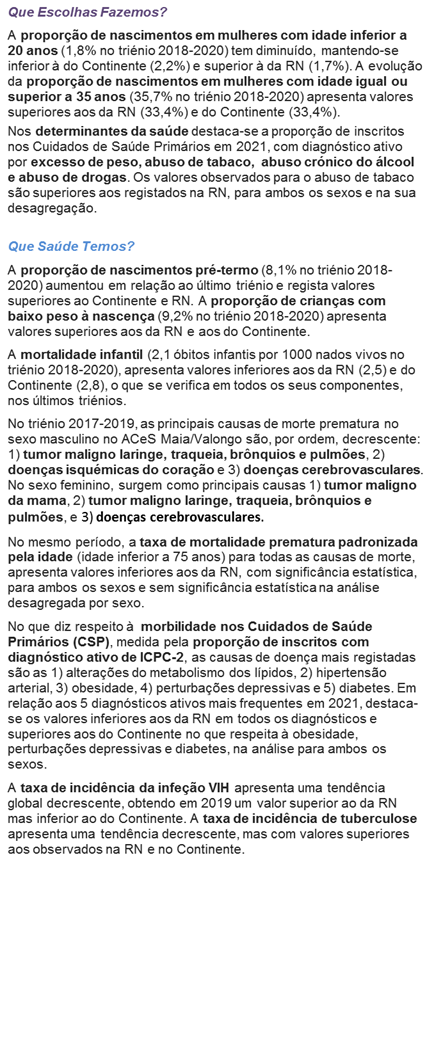 Que Escolhas Fazemos?
A proporção de nascimentos em mulheres com idade inferior a
20 anos (1,8% no triénio 2018-2020) tem diminuído, mantendo-se
inferior à do Continente (2,2%) e superior à da RN (1,7%). A evolução
da proporção de nascimentos em mulheres com idade igual ou
superior a 35 anos (35,7% no triénio 2018-2020) apresenta valores
superiores aos da RN (33,4%) e do Continente (33,4%).
Nos determinantes da saúde destaca-se a proporção de inscritos
nos Cuidados de Saúde Primários em 2021, com diagnóstico ativo
por excesso de peso, abuso de tabaco, abuso crónico do álcool
e abuso de drogas. Os valores observados para o abuso de tabaco
são superiores aos registados na RN, para ambos os sexos e na sua
desagregação.
Que Saúde Temos?
A proporção de nascimentos pré-termo (8,1% no triénio 2018-
2020) aumentou em relação ao último triénio e regista valores
superiores ao Continente e RN. A proporção de crianças com
baixo peso à nascença (9,2% no triénio 2018-2020) apresenta
valores superiores aos da RN e aos do Continente.
A mortalidade infantil (2,1 óbitos infantis por 1000 nados vivos no
triénio 2018-2020), apresenta valores inferiores aos da RN (2,5) e do
Continente (2,8), o que se verifica em todos os seus componentes,
nos últimos triénios.
No triénio 2017-2019, as principais causas de morte prematura no
sexo masculino no ACeS Maia/Valongo são, por ordem, decrescente:
1) tumor maligno laringe, traqueia, brônquios e pulmões, 2)
doenças isquémicas do coração e 3) doenças cerebrovasculares.
No sexo feminino, surgem como principais causas 1) tumor maligno
da mama, 2) tumor maligno laringe, traqueia, brônquios e
pulmões, e 3) doenças cerebrovasculares.
No mesmo período, a taxa de mortalidade prematura padronizada
pela idade (idade inferior a 75 anos) para todas as causas de morte,
apresenta valores inferiores aos da RN, com significância estatística,
para ambos os sexos e sem significância estatística na análise
desagregada por sexo.
No que diz respeito à morbilidade nos Cuidados de Saúde
Primários (CSP), medida pela proporção de inscritos com
diagnóstico ativo de ICPC-2, as causas de doença mais registadas
são as 1) alterações do metabolismo dos lípidos, 2) hipertensão
arterial, 3) obesidade, 4) perturbações depressivas e 5) diabetes. Em
relação aos 5 diagnósticos ativos mais frequentes em 2021, destaca-
se os valores inferiores aos da RN em todos os diagnósticos e
superiores aos do Continente no que respeita à obesidade,
perturbações depressivas e diabetes, na análise para ambos os
sexos.
A taxa de incidência da infeção VIH apresenta uma tendência
global decrescente, obtendo em 2019 um valor superior ao da RN
mas inferior ao do Continente. A taxa de incidência de tuberculose
apresenta uma tendência decrescente, mas com valores superiores
aos observados na RN e no Continente.